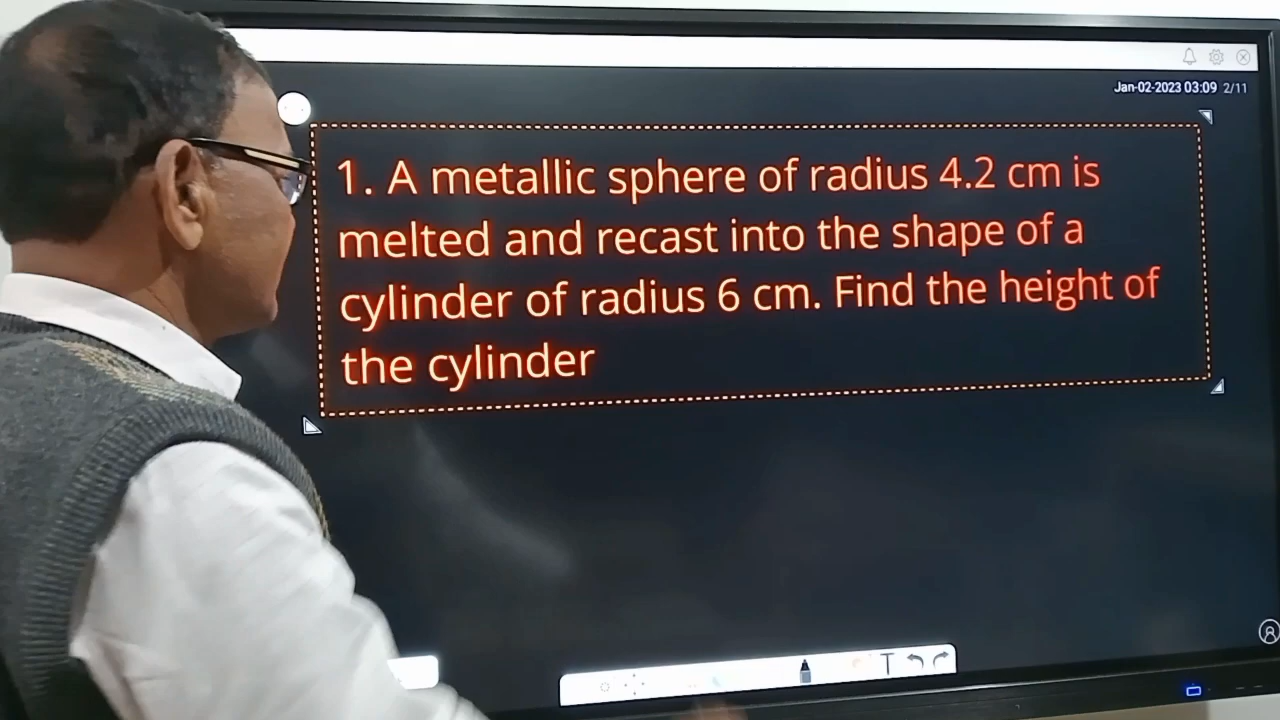 Jan-02-2023 03:09 2/11
1. A metallic sphere of radius 4.2 cm is
melted and recast into the shape of a
cylinder of radius 6 cm. Find the height of
the cylinder
T